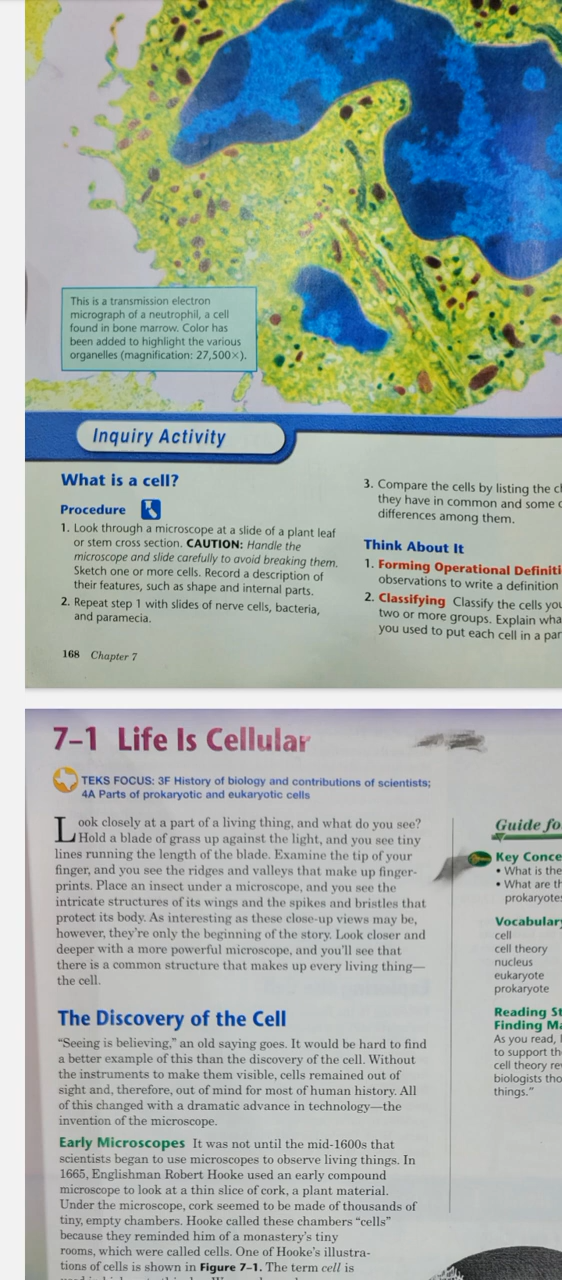 This is a transmission electron
micrograph of a neutrophil, a cell
found in bone marrow. Color has
been added to highlight the various
organelles (magnification: 27,500×).
Inquiry Activity
What is a cell?
Procedure
1. Look through a microscope at a slide of a plant leaf
or stem cross section. CAUTION: Handle the
microscope and slide carefully to avoid breaking them.
Sketch one or more cells. Record a description of
their features, such as shape and internal parts.
2. Repeat step 1 with slides of nerve cells, bacteria,
and paramecia.
3. Compare the cells by listing the
they have in common and some
differences among them.
Think About It
1. Forming Operational
observations to write a definition
2. Classifying Classify the cells
two or more groups. Explain
you used to put each cell in a
168 Chapter 7
7–1 Life Is Cellular
TEKS FOCUS: 3F History of biology and contributions of scientists;
4A Parts of prokaryotic and eukaryotic cells
Look closely at a part of a living thing, and what do you see?
Hold a blade of grass up against the light, and you see tiny
lines running the length of the blade. Examine the tip of your
finger, and you see the ridges and valleys that make up finger-
prints. Place an insect under a microscope, and you see the
intricate structures of its wings and the spikes and bristles that
protect its body. As interesting as these close-up views may be,
however, they're only the beginning of the story. Look closer and
deeper with a more powerful microscope, and you'll see that
there is a common structure that makes up every living thing—
the cell.
The Discovery of the Cell
“Seeing is believing,” an old saying goes. It would be hard to find
a better example of this than the discovery of the cell. Without
the instruments to make them visible, cells remained out of
sight and, therefore, out of mind for most of human history. All
of this changed with a dramatic advance in technology—the
invention of the microscope.
Early Microscopes It was not until the mid-1600s that
scientists began to use microscopes to observe living things. In
1665, Englishman Robert Hooke used an early compound
microscope to look at a thin slice of cork, a plant material.
Under the microscope, cork seemed to be made of thousands of
tiny, empty chambers. Hooke called these chambers “cells”
because they reminded him of a monastery's tiny
rooms, which were called cells. One of Hooke's illustra-
tions of cells is shown in Figure 7–1. The term cell is
Guide
Key
• What is the
• What are
Vocabulary
cell
cell theory
nucleus
eukaryote
prokaryote
Reading
Finding
As you read,
to support
cell theory
biologists
things.”